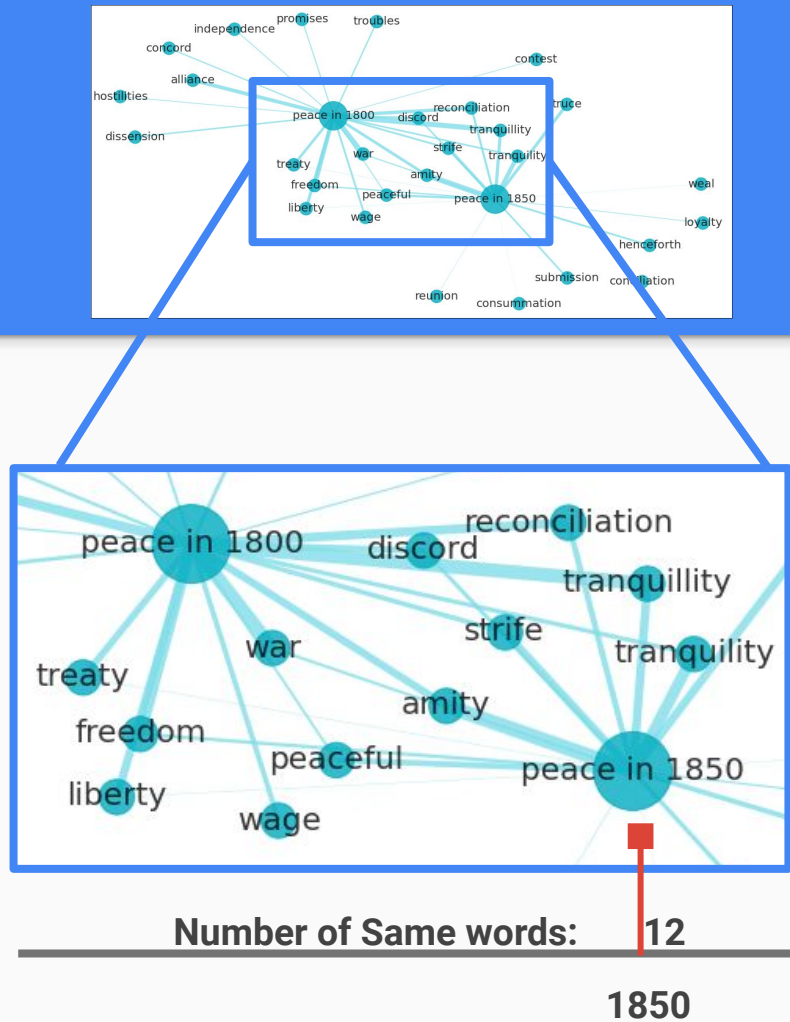 promises
troubles
independence
concord
contest
alliance
hostilities
truce
reconciliation
peace in 1800
discord
tranquillity
dissension
strife
war
tranquility
treaty
amity
freedom
weal
peaceful
peace in 1850
liberty
wage
loyalty
henceforth
submission
conciliation
reunion
consummation
reconciliation
peace in 1800
discord
tranquillity
strife
war
tranquility
treaty
amity
freedom
peaceful
peace in 1850
liberty
wage
Number of Same words: 12
1850